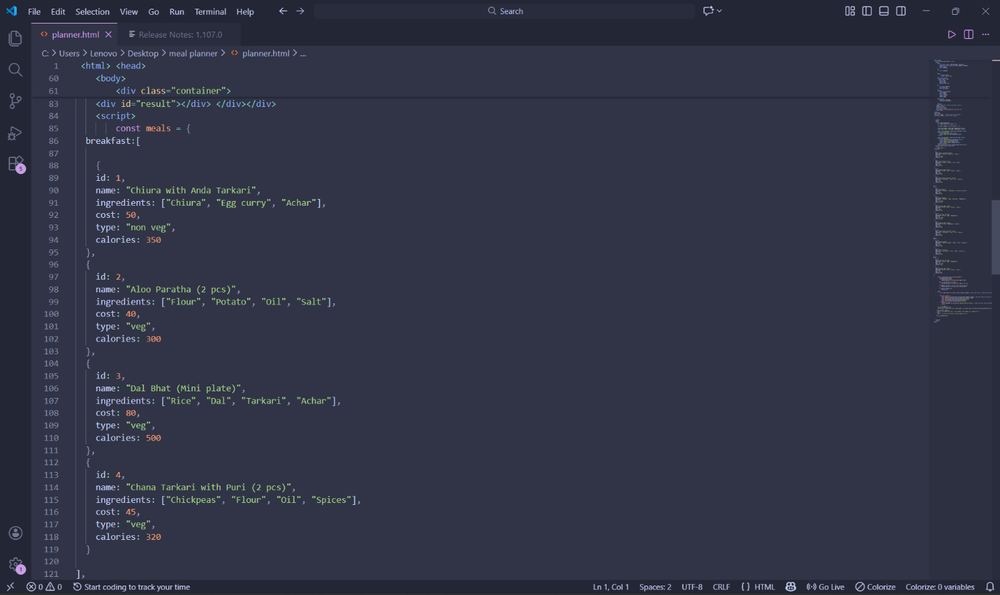 File Edit Selection View Go Run Terminal Help Search
planner.html Release Notes: 1.107.0
C: > Users > Lenovo > Desktop > meal planner > planner.html > ...
1 <html> <head>
60 <body>
61 <div class="container">
83 <div id="result"></div> </div></div>
84 <script>
85 const meals = {
86 breakfast:[
87
88 {
89 id: 1,
90 name: "Chiura with Anda Tarkari",
91 ingredients: ["Chiura", "Egg curry", "Achar"],
92 cost: 50,
93 type: "non veg",
94 calories: 350
95 },
96 {
97 id: 2,
98 name: "Aloo Paratha (2 pcs)",
99 ingredients: ["Flour", "Potato", "Oil", "Salt"],
100 cost: 40,
101 type: "veg",
102 calories: 300
103 },
104 {
105 id: 3,
106 name: "Dal Bhat (Mini plate)",
107 ingredients: ["Rice", "Dal", "Tarkari", "Achar"],
108 cost: 80,
109 type: "veg",
110 calories: 500
111 },
112 {
113 id: 4,
114 name: "Chana Tarkari with Puri (2 pcs)",
115 ingredients: ["Chickpeas", "Flour", "Oil", "Spices"],
116 cost: 45,
117 type: "veg",
118 calories: 320
119 }
120
121 ],
5
1
0 0 Start coding to track your time Ln 1, Col 1 Spaces: 2 UTF-8 CRLF {} HTML Go Live Colorize Colorize: 0 variables